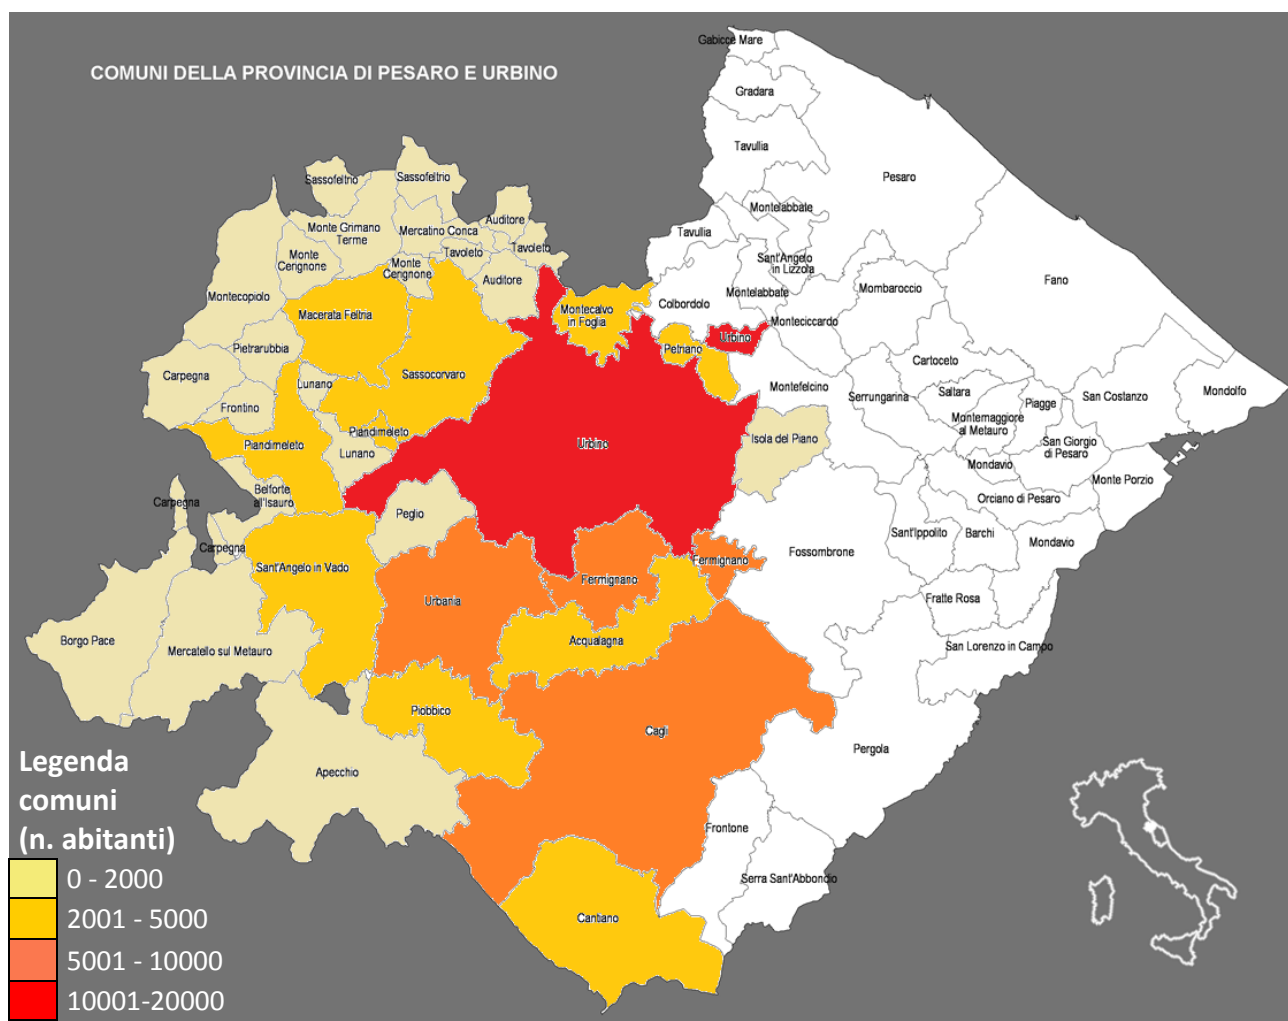 Gabicce Mare
COMUNI DELLA PROVINCIA DI PESARO E URBINO
Gradara
Tavullia
Pesaro
Sassofeltrio
Sassofeltrio
Montelabbate
Auditore
Monte Grimano
Terme
Mercatino Conca
Tavullia
Tavoleto
Tavoleto
Monte
Cerignone
Sant'Angelo
in Lizzola
Monte
Cerignone
Auditore
Fano
Mombaroccio
Montecopiolo
Montelabbate
Colbordolo
Montecalvo
in Foglia
Macerata Feltria
Monteciccardo
Urbino
Pietrarubbia
Petriano
Cartoceto
Carpegna
Sassocorvaro
Lunano
Montefelcino
Saltara
Serrungarina
San Costanzo
Mondolfo
Piagge
Frontino
Montemaggiore
al Metauro
Piandimeleto
Isola del Piano
Piandimeleto
Urbino
San Giorgio
di Pesaro
Lunano
Mondavio
Monte Porzio
Belforte
all'Isauro
Carpegna
Orciano di Pesaro
Peglio
Sant'Ippolito
Barchi
Mondavio
Carpegna
Fossombrone
Fermignano
Sant'Angelo in Vado
Fermignano
Urbania
Fratte Rosa
Borgo Pace
Acqualagna
San Lorenzo in Campo
Mercatello sul Metauro
Piobbico
Cagli
Pergola
Apecchio
Frontone
Serra Sant'Abbondio
Cantiano
Legenda
comuni
(n. abitanti)
0 - 2000
2001 - 5000
5001 - 10000
10001-20000